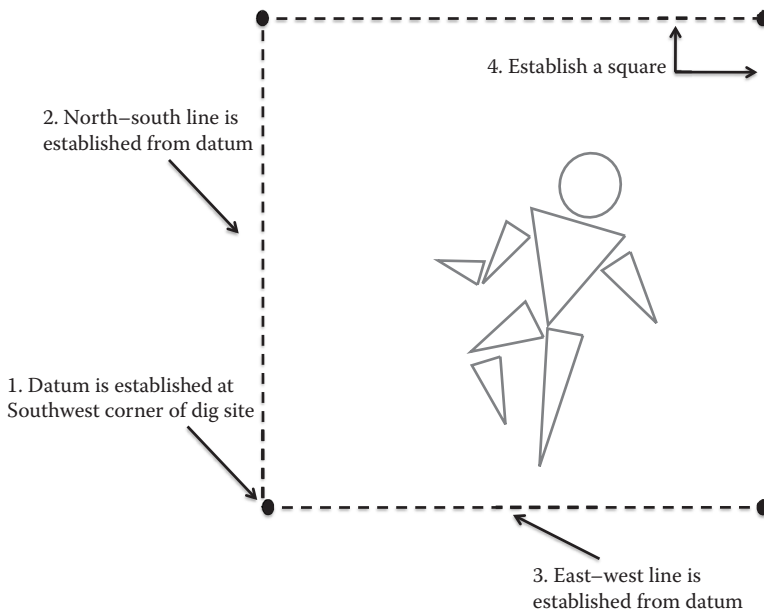 4. Establish a square
2. North–south line is
established from datum
1. Datum is established at
Southwest corner of dig site
3. East–west line is
established from datum